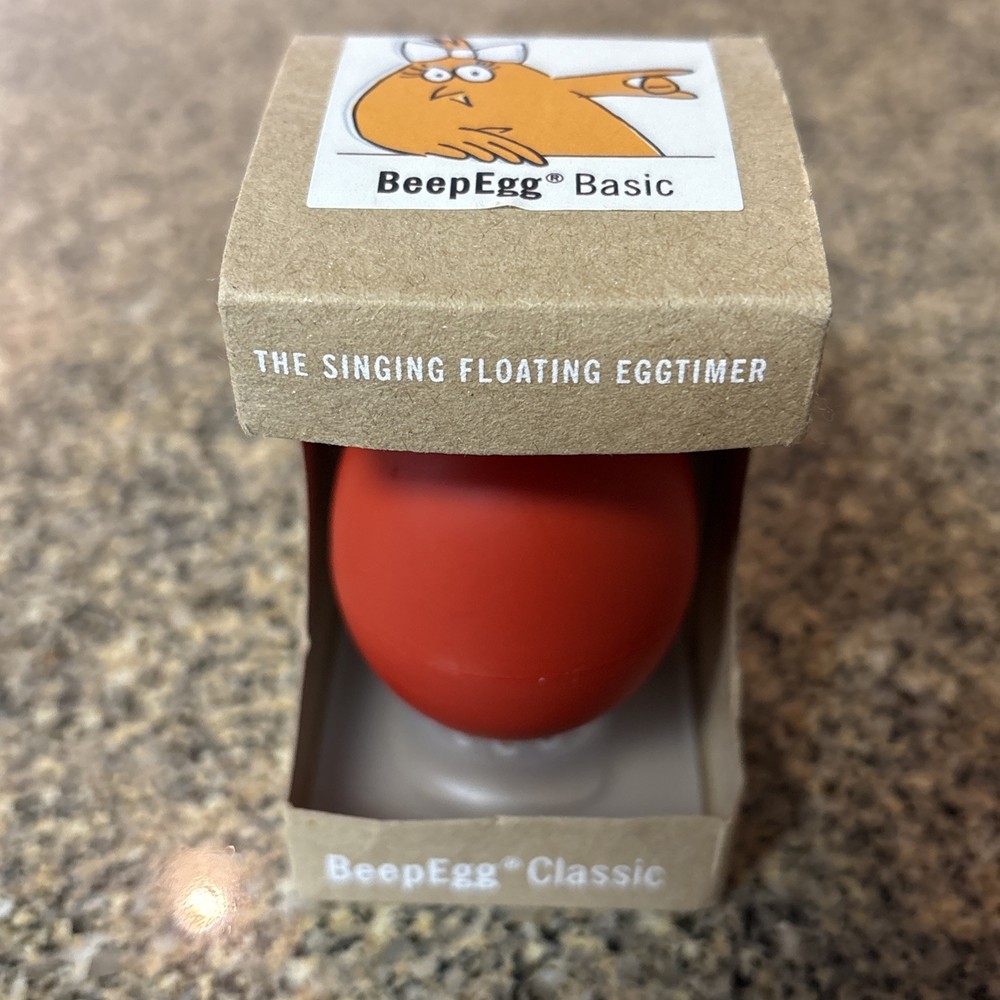 BeepEgg® Basic
THE SINGING FLOATING EGGTIMER
BeepEgg® Classic